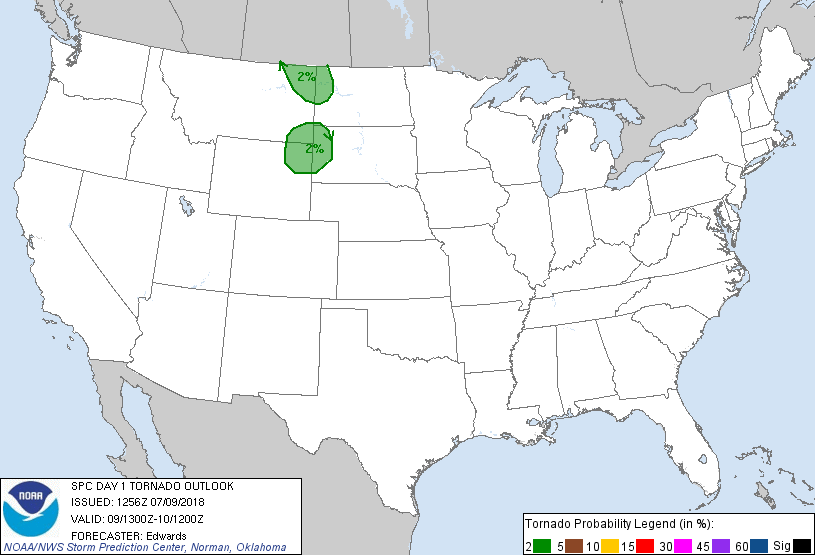 2%
2%
NOAA
SPC DAY 1 TORNADO OUTLOOK
ISSUED: 1256Z 07/09/2018
VALID: 09/1300Z-10/1200Z
FORECASTER: Edwards
NOAA/NWS Storm Prediction Center, Norman, Oklahoma
Tornado Probability Legend (in %):
2 5 10 15 30 45 60 Sig